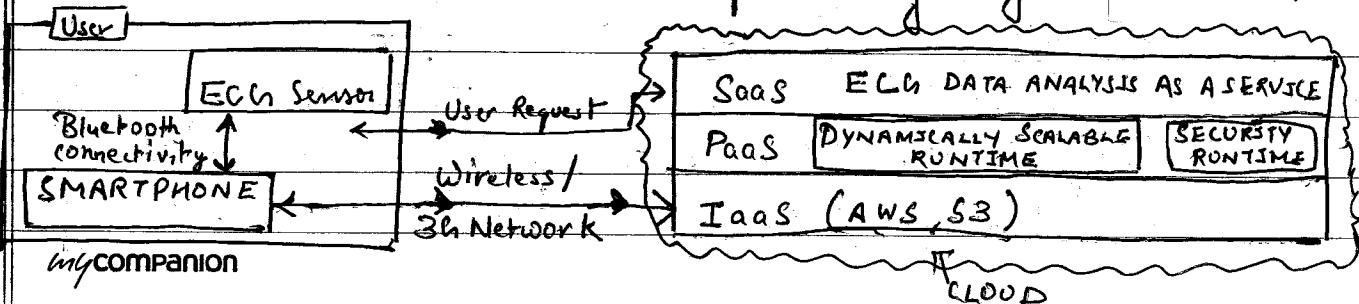 User
ECG Sensor
Bluetooth
connectivity
SMARTPHONE
User Request
Wireless/
3G Network
SaaS ECG DATA ANALYSIS AS A SERVICE
PaaS DYNAMICALLY SCALABLE
RUNTIME
SECURITY
RUNTIME
IaaS (AWS, S3)
CLOUD
mycompanion